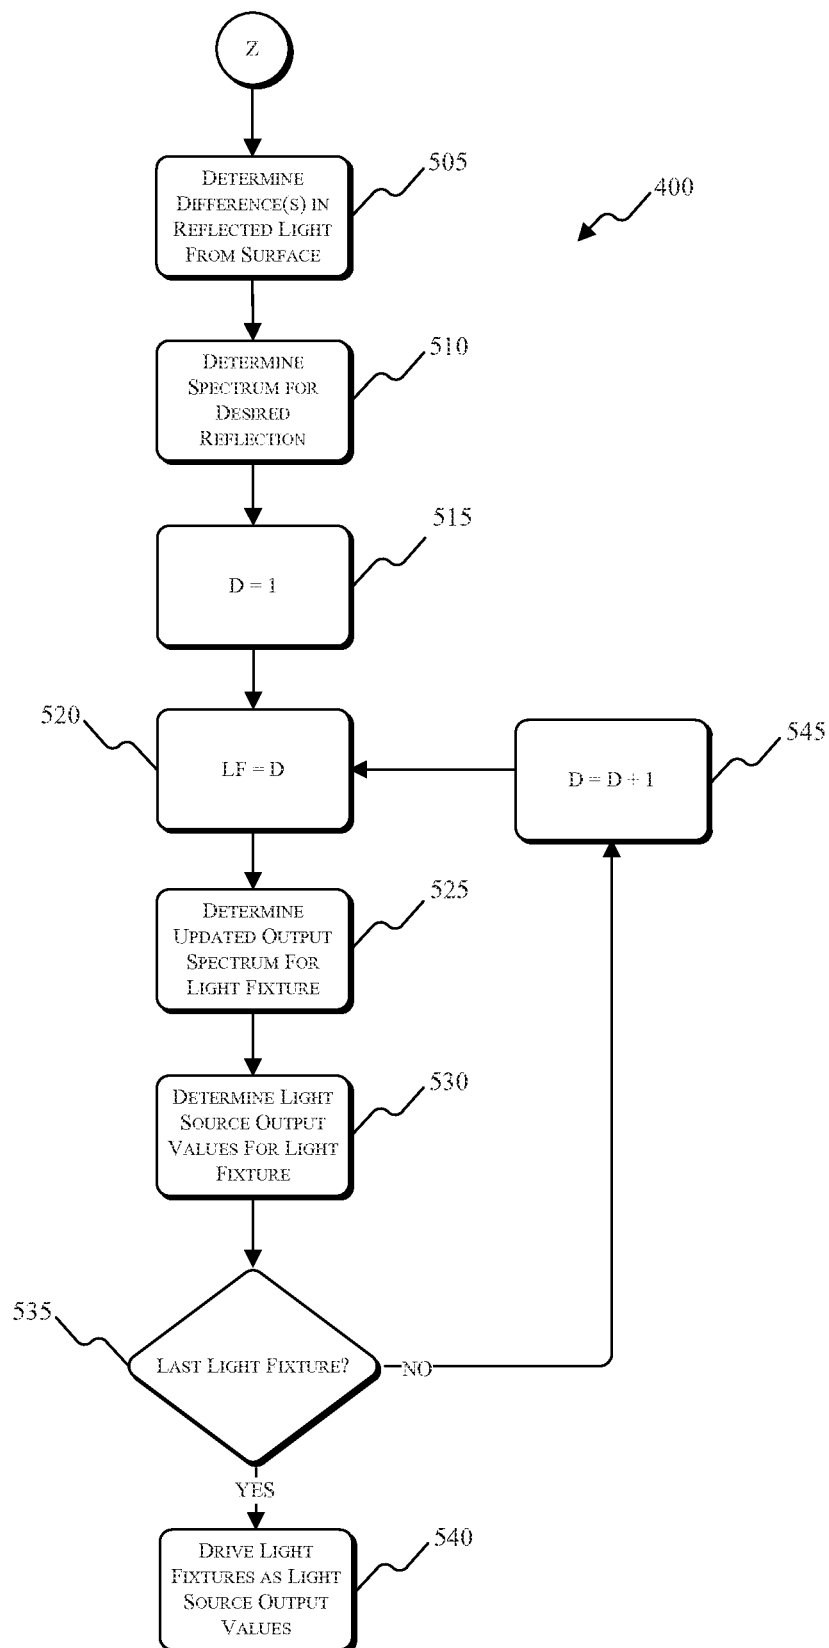 Z
505
DETERMINE
DIFFERENCE(S) IN
REFLECTED LIGHT
FROM SURFACE
400
510
DETERMINE
SPECTRUM FOR
DESIRED
REFLECTION
515
D = 1
520
LF = D
545
D = D + 1
525
DETERMINE
UPDATED OUTPUT
SPECTRUM FOR
LIGHT FIXTURE
530
DETERMINE LIGHT
SOURCE OUTPUT
VALUES FOR LIGHT
FIXTURE
535
LAST LIGHT FIXTURE?
NO
YES
540
DRIVE LIGHT
FIXTURES AS LIGHT
SOURCE OUTPUT
VALUES